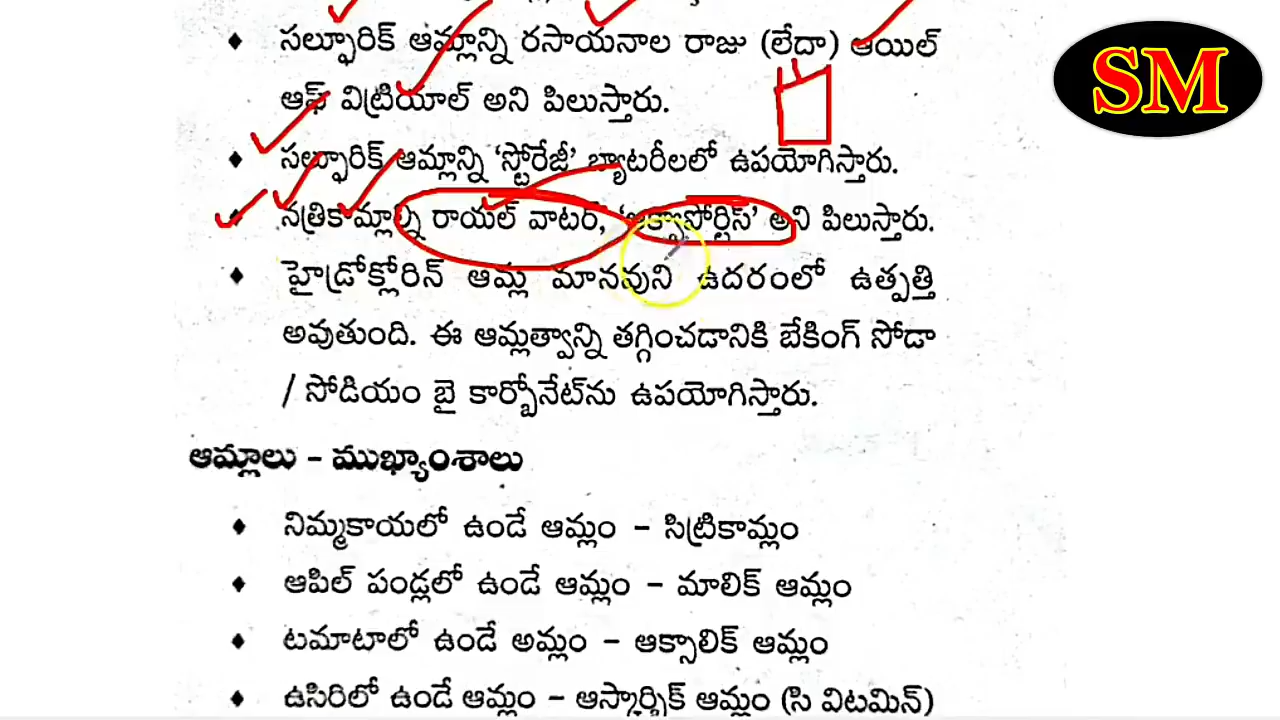 సల్ఫూరిక్ ఆమ్లాన్ని రసాయనాల రాజు (లేదా) ఆయిల్
SM
ఆఫ్ విట్రియాల్ అని పిలుస్తారు.
సల్ఫూరిక్ ఆమ్లాన్ని ‘స్టోరేజీ’ బ్యాటరీలలో ఉపయోగిస్తారు.
నత్రికామ్లాన్ని రాయల్ వాటర్, ‘ఆక్వాఫోర్టిస్’ అని పిలుస్తారు.
హైడ్రోక్లోరిన్ ఆమ్ల మానవుని ఉదరంలో ఉత్పత్తి
అవుతుంది. ఈ ఆమ్లత్వాన్ని తగ్గించడానికి బేకింగ్ సోడా
/ సోడియం బై కార్బోనేట్‌ను ఉపయోగిస్తారు.
ఆమ్లాలు – ముఖ్యాంశాలు
నిమ్మకాయలో ఉండే ఆమ్లం – సిట్రికామ్లం
ఆపిల్ పండ్లలో ఉండే ఆమ్లం – మాలిక్ ఆమ్లం
టమాటాలో ఉండే అమ్లం – ఆక్సాలిక్ ఆమ్లం
ఉసిరిలో ఉండే ఆమ్లం – ఆస్కార్బిక్ ఆమ్లం (సి విటమిన్)